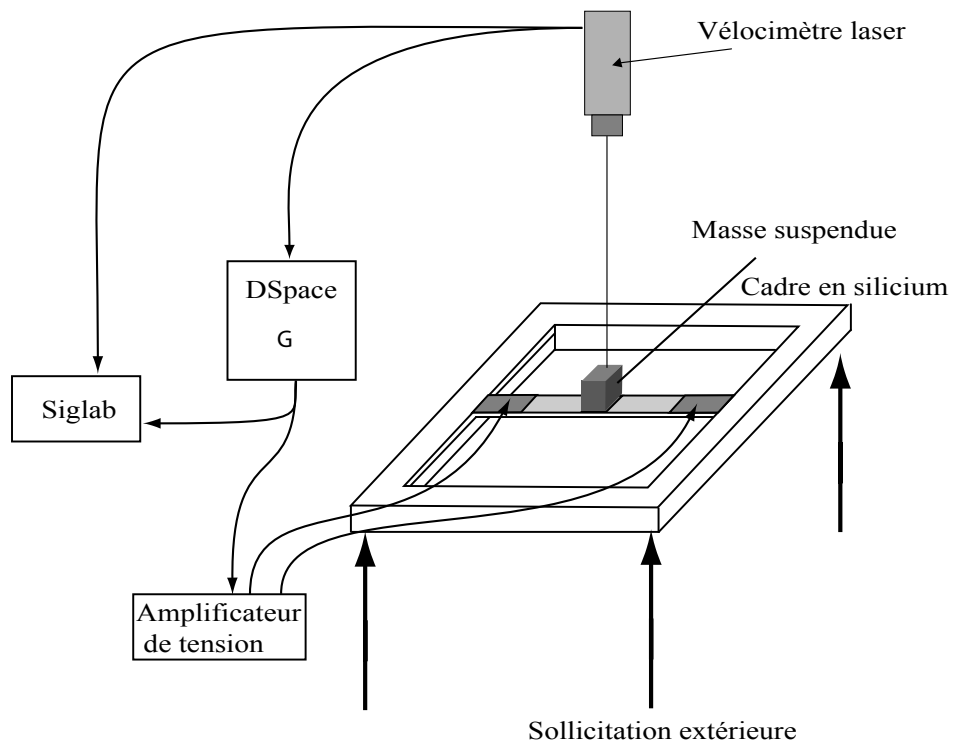 Vélocimètre laser
Masse suspendue
Cadre en silicium
DSpace
G
Siglab
Amplificateur
de tension
Sollicitation extérieure